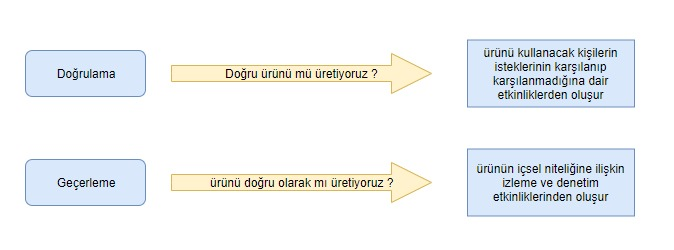 Doğrulama
Doğru ürünü mü üretiyoruz ?
ürünü kullanacak kişilerin
isteklerinin karşılanıp
karşılanmadığına dair
etkinliklerden oluşur
Geçerleme
ürünü doğru olarak mı üretiyoruz ?
ürünün içsel niteliğine ilişkin
izleme ve denetim
etkinliklerinden oluşur